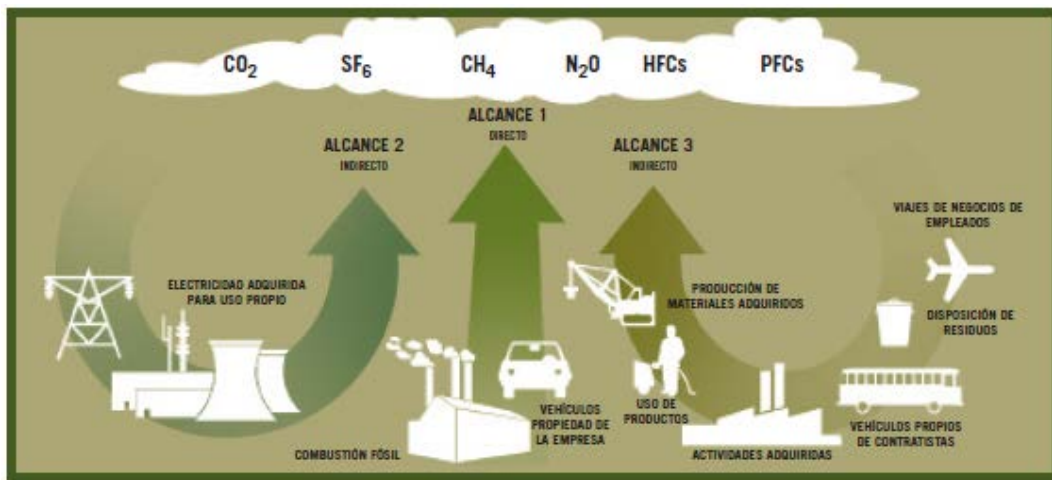 CO₂ SF₆ CH₄ N₂O HFCs PFCs
ALCANCE 1
DIRECTO
ALCANCE 2
INDIRECTO
ALCANCE 3
INDIRECTO
VIAJES DE NEGOCIOS DE
EMPLEADOS
ELECTRICIDAD ADQUIRIDA
PARA USO PROPIO
PRODUCCIÓN DE
MATERIALES ADQUIRIDOS
DISPOSICIÓN DE
RESIDUOS
COMBUSTIÓN FÓSIL
VEHÍCULOS
PROPIEDAD DE
LA EMPRESA
USO DE
PRODUCTOS
ACTIVIDADES ADQUIRIDAS
VEHÍCULOS PROPIOS
DE CONTRATISTAS